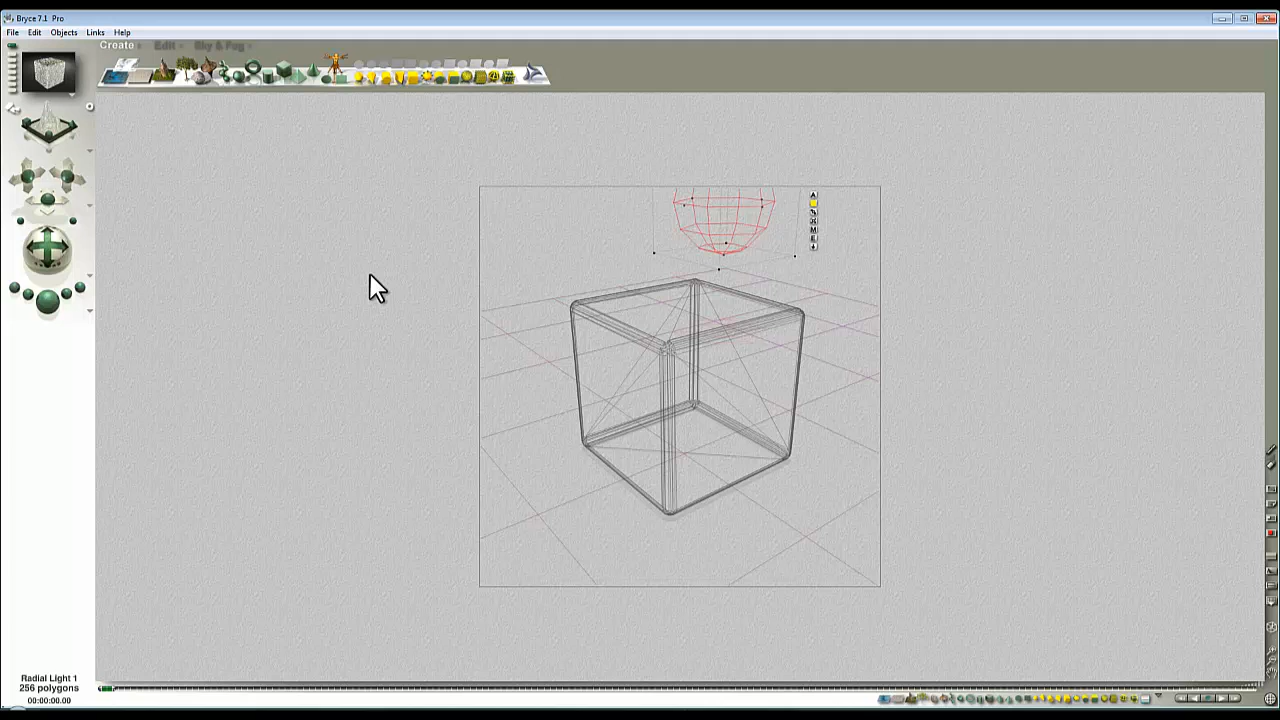 Bryce 7.1 Pro
File Edit Objects Links Help
Create Edit Sky & Fog
A
M
E
Radial Light 1
256 polygons
00:00:00.00